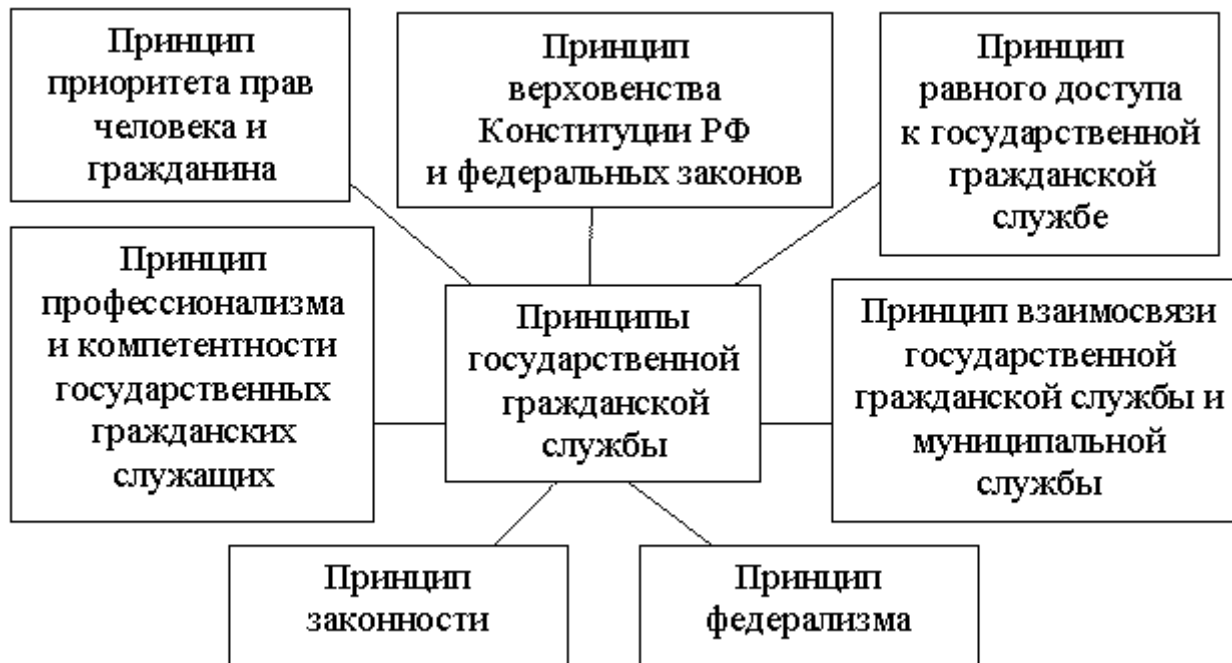 Принцип
приоритета прав
человека и
гражданина
Принцип
верховенства
Конституции РФ
и федеральных законов
Принцип
равного доступа
к государственной
гражданской
службе
Принцип
профессионализма
и компетентности
государственных
гражданских
служащих
Принципы
государственной
гражданской
службы
Принцип взаимосвязи
государственной
гражданской службы и
муниципальной
службы
Принцип
законности
Принцип
федерализма